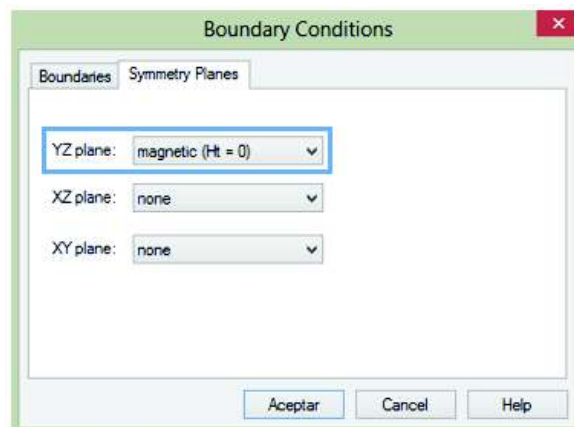 Boundary Conditions
Boundaries Symmetry Planes
YZ plane: magnetic (Ht = 0)
XZ plane: none
XY plane: none
Aceptar Cancel Help